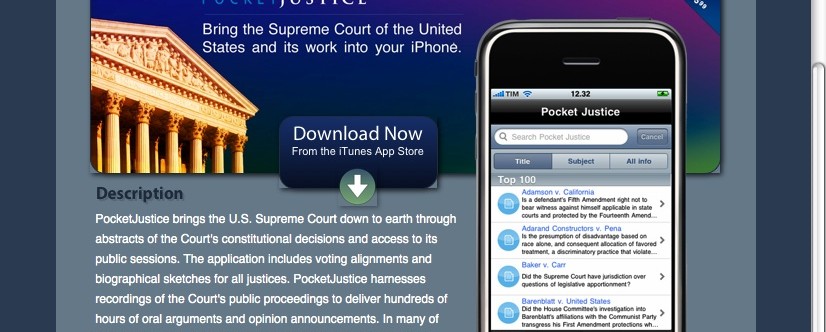 POCKETJUSTICE
Bring the Supreme Court of the United
States and its work into your iPhone.
Download Now
From the iTunes App Store
Description
PocketJustice brings the U.S. Supreme Court down to earth through
abstracts of the Court's constitutional decisions and access to its
public sessions. The application includes voting alignments and
biographical sketches for all justices. PocketJustice harnesses
recordings of the Court's public proceedings to deliver hundreds of
hours of oral arguments and opinion announcements. In many of
TIM 12.32
Pocket Justice
Search Pocket Justice Cancel
Title Subject All info
Top 100
Adamson v. California
Is a defendant's Fifth Amendment right not to
bear witness against himself applicable in state
courts and protected by the Fourteenth Amend...
Adarand Constructors v. Pena
Is the presumption of disadvantage based on
race alone, and consequent allocation of favored
treatment, a discriminatory practice that violate...
Baker v. Carr
Did the Supreme Court have jurisdiction over
questions of legislative apportionment?
Barenblatt v. United States
Did the House Committee's investigation into
Barenblatt's affiliations with the Communist Party
transgress his First Amendment protections wh...